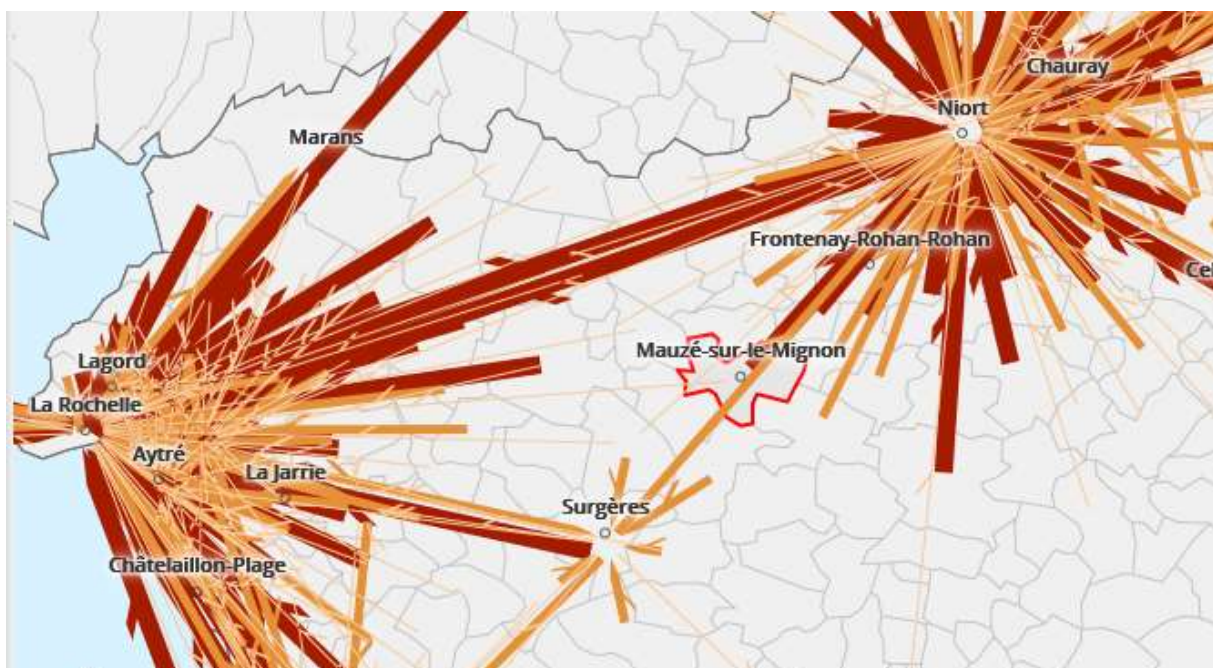 Chauray
Niort
Marans
Frontenay-Rohan-Rohan
Cel
Mauzé-sur-le-Mignon
Lagord
La Rochelle
Aytré
La Jarrie
Surgères
Châtelaillon-Plage